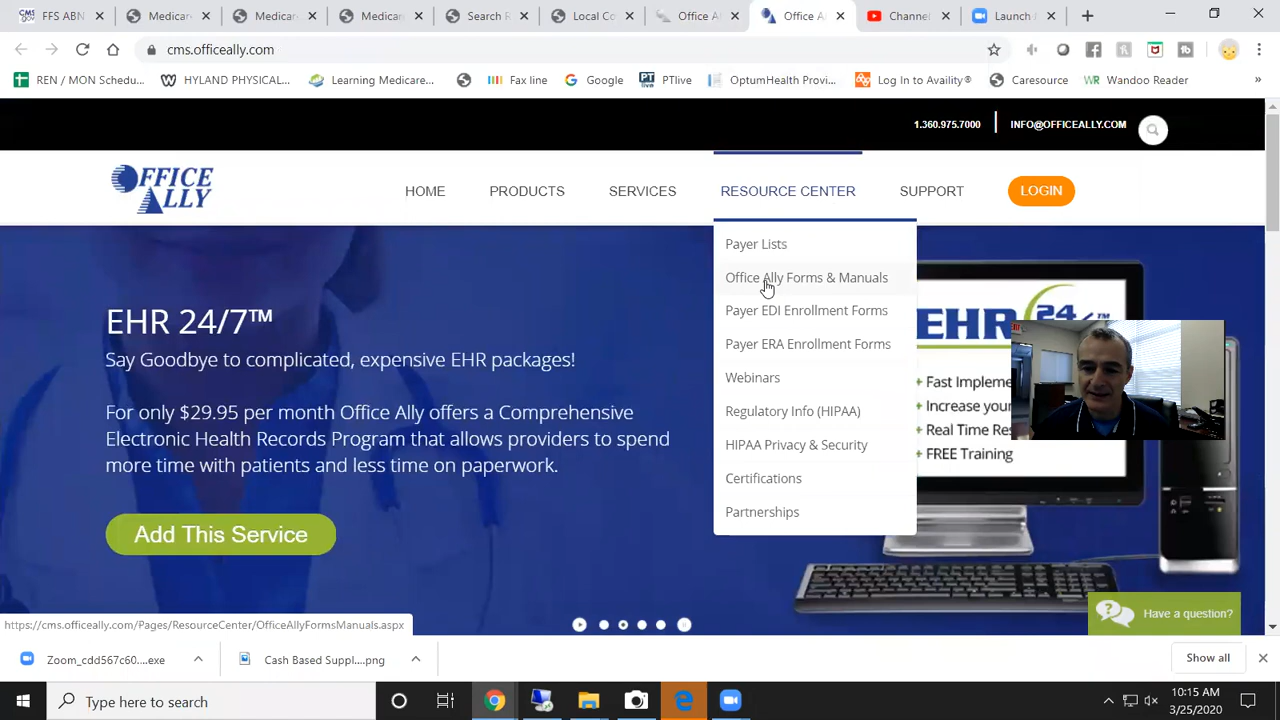 FFS ABN
Medicar
Medicar
Medicar
Search R
Local Co
Office Al
Office Al
Channel
Launch
cms.officeally.com
REN / MON Schedu...
HYLAND PHYSICAL...
Learning Medicare...
Fax line
Google
PTlive
OptumHealth Provi...
Log In to Availity®
Caresource
WR Wandoo Reader
»
1.360.975.7000
INFO@OFFICEALLY.COM
OFFICE
ALLY
HOME
PRODUCTS
SERVICES
RESOURCE CENTER
SUPPORT
LOGIN
Payer Lists
Office Ally Forms & Manuals
Payer EDI Enrollment Forms
Payer ERA Enrollment Forms
Webinars
Regulatory Info (HIPAA)
HIPAA Privacy & Security
Certifications
Partnerships
EHR 24/7™
Say Goodbye to complicated, expensive EHR packages!
For only $29.95 per month Office Ally offers a Comprehensive
Electronic Health Records Program that allows providers to spend
more time with patients and less time on paperwork.
Add This Service
EHR 24/7
+ Fast Impleme
+ Increase your
+ Real Time Res
+ FREE Training
Have a question?
https://cms.officeally.com/Pages/ResourceCenter/OfficeAllyFormsManuals.aspx
Zoom_cdd567c60....exe
Cash Based Suppl....png
Show all
Type here to search
10:15 AM
3/25/2020